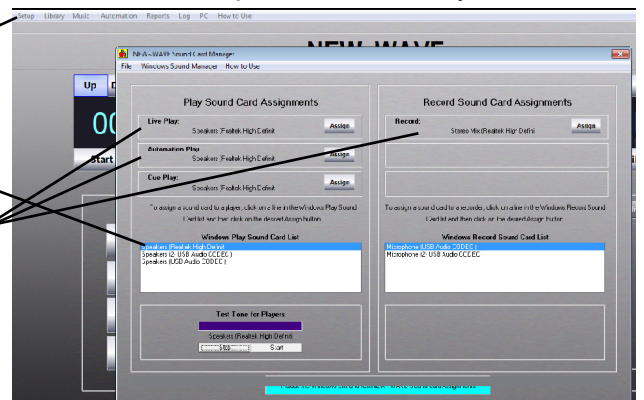 Setup Library Music Automation Reports Log PC How to Use
NEW-WAVE
NEW-WAVE Sound Card Manager
File Windows Sound Manager How to Use
Up
Play Sound Card Assignments
Record Sound Card Assignments
00
Live Play:
Assign
Speakers (Realtek High Definit
Record:
Assign
Stereo Mix (Realtek High Defini
Start
Automation Play
Assign
Speakers (Realtek High Definit
Cue Play:
Assign
Speakers (Realtek High Definit
To assign a sound card to a player, click on a line in the Windows Play Sound
Card list and then click on the desired Assign button
To assign a sound card to a recorder, click on a line in the Windows Record Sound
Card list and then click on the desired Assign button
Windows Play Sound Card List
Windows Record Sound Card List
Speakers (Realtek High Definit
Speakers (2- USB Audio CODEC )
Speakers (USB Audio CODEC )
Microphone (USB Audio CODEC )
Microphone (2- USB Audio CODEC
Test Tone for Players
Speakers (Realtek High Definit
Stop Start